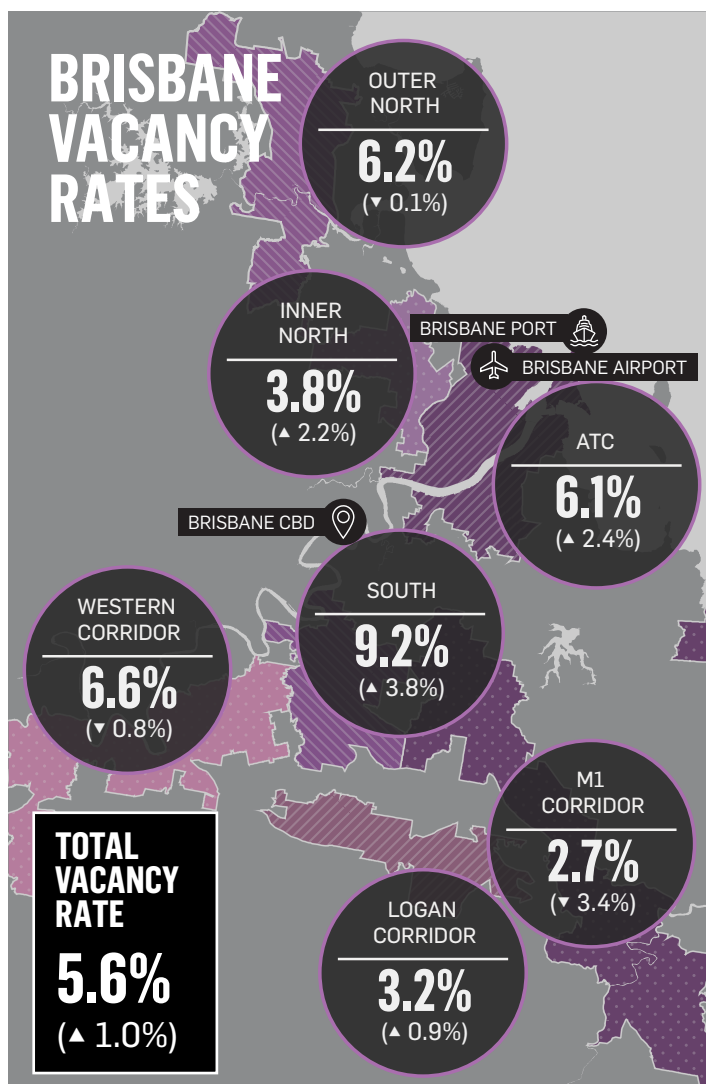 BRISBANE
VACANCY
RATES
OUTER
NORTH
6.2%
(▼ 0.1%)
INNER
NORTH
3.8%
(▲ 2.2%)
BRISBANE PORT
BRISBANE AIRPORT
ATC
6.1%
(▲ 2.4%)
BRISBANE CBD
SOUTH
9.2%
(▲ 3.8%)
WESTERN
CORRIDOR
6.6%
(▼ 0.8%)
M1
CORRIDOR
2.7%
(▼ 3.4%)
LOGAN
CORRIDOR
3.2%
(▲ 0.9%)
TOTAL
VACANCY
RATE
5.6%
(▲ 1.0%)